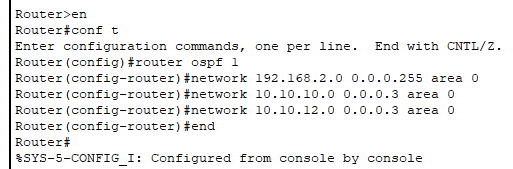 Router>en
Router#conf t
Enter configuration commands, one per line.  End with CNTL/Z.
Router(config)#router ospf 1
Router(config-router)#network 192.168.2.0 0.0.0.255 area 0
Router(config-router)#network 10.10.10.0 0.0.0.3 area 0
Router(config-router)#network 10.10.12.0 0.0.0.3 area 0
Router(config-router)#end
Router#
%SYS-5-CONFIG_I: Configured from console by console